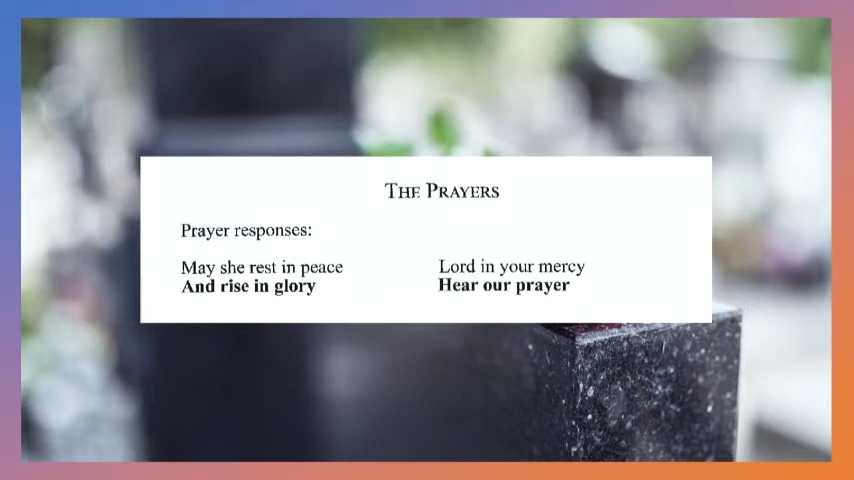 THE PRAYERS
Prayer responses:
May she rest in peace
And rise in glory
Lord in your mercy
Hear our prayer